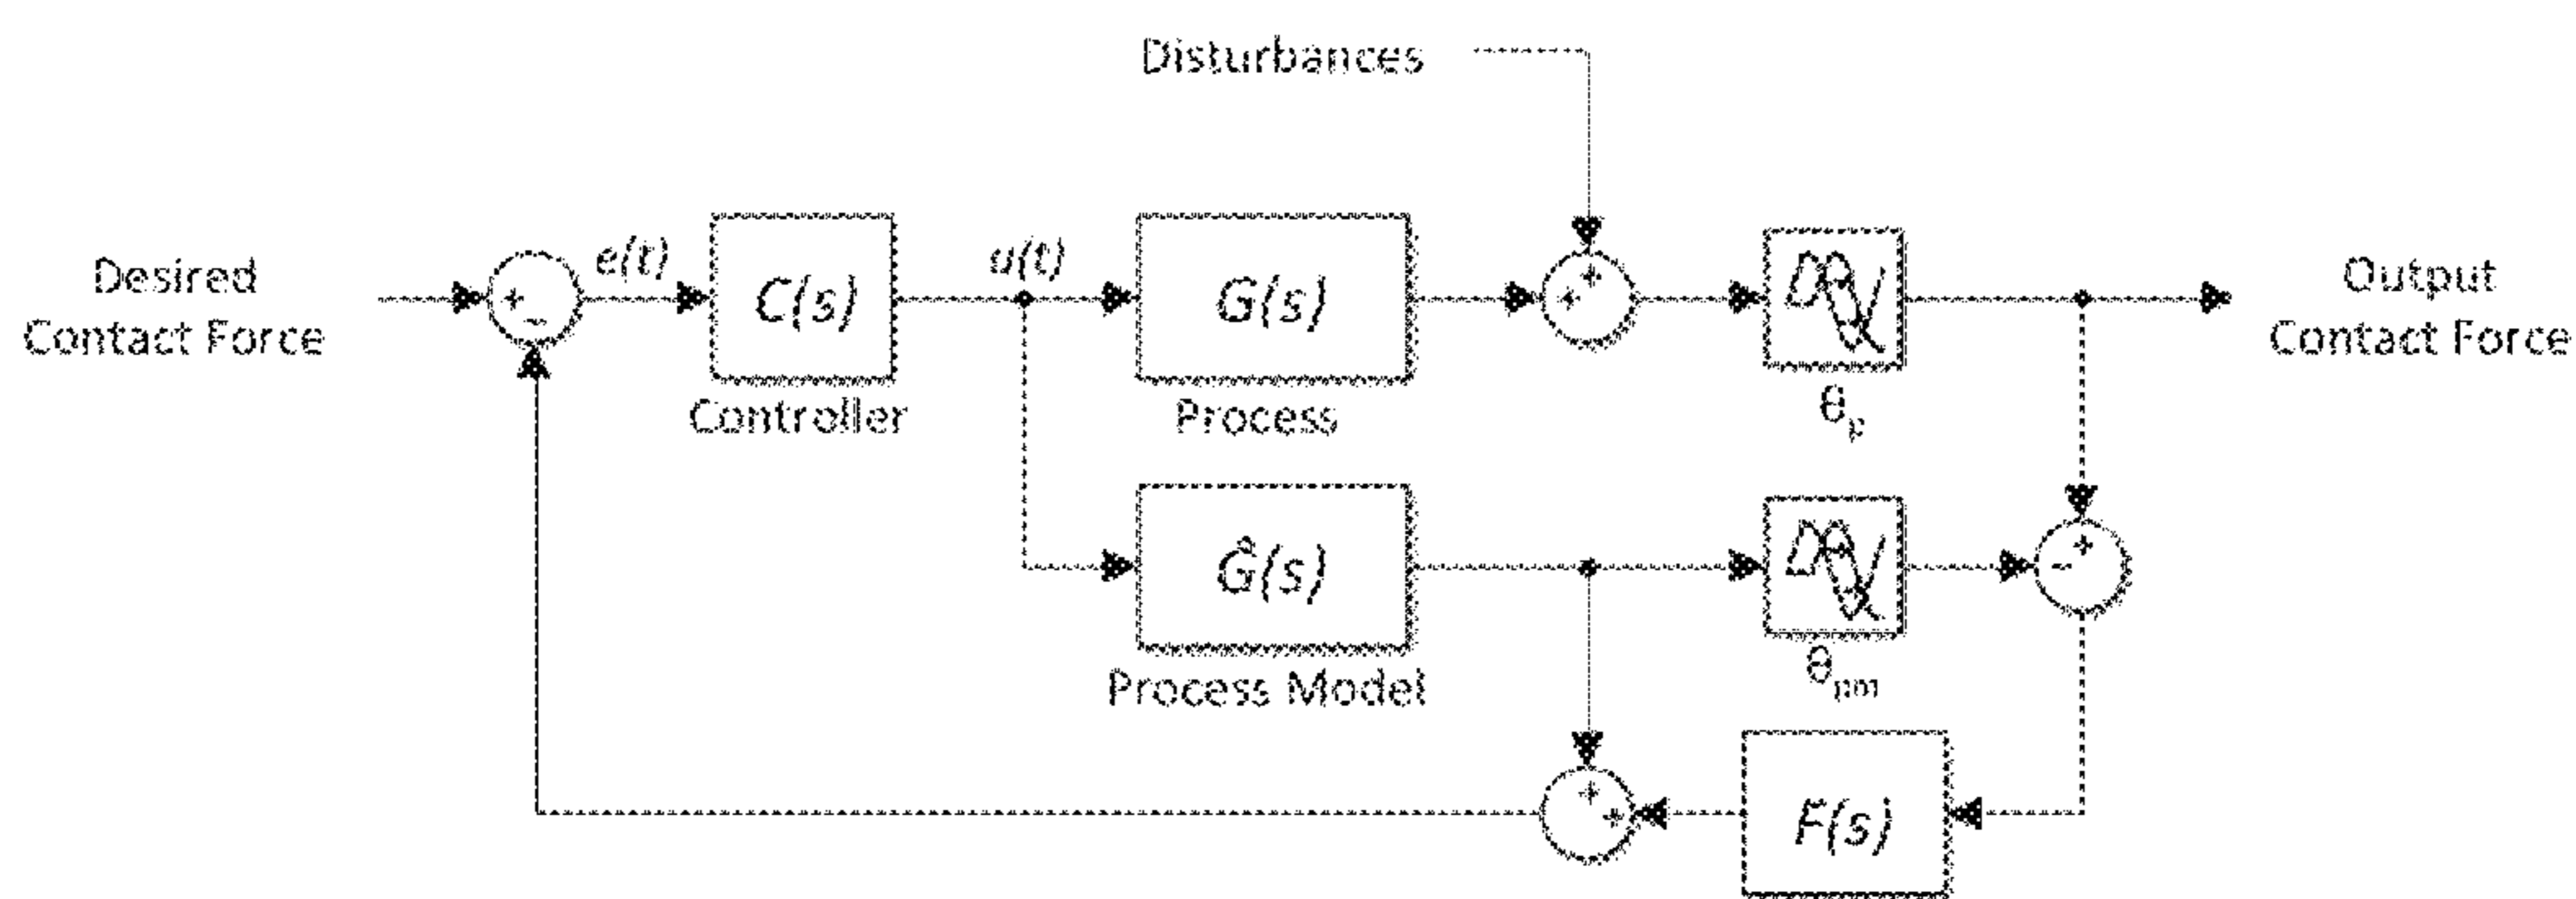 Disturbances
Desired
Contact Force
+
-
e(t)
C(s)
Controller
u(t)
G(s)
Process
+
+
θp
Output
Contact Force
Ĝ(s)
Process Model
θpm
+
-
+
+
F(s)